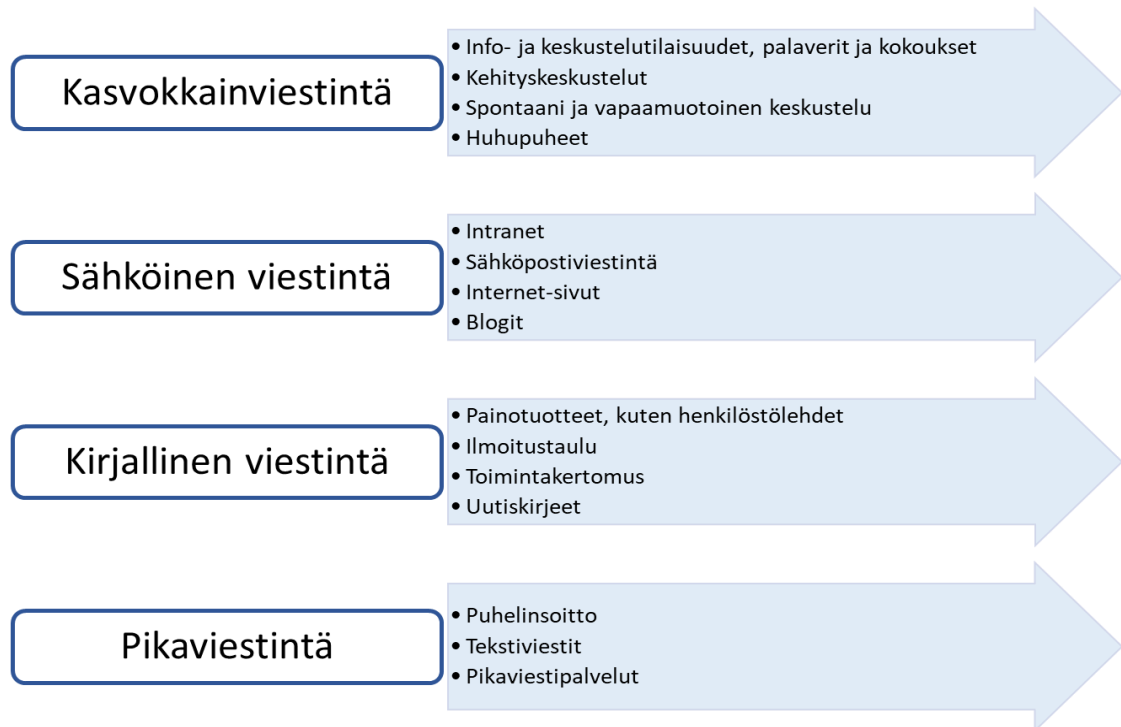 Kasvokkainviestintä
• Info- ja keskustelutilaisuudet, palaverit ja kokoukset
• Kehityskeskustelut
• Spontaani ja vapaamuotoinen keskustelu
• Huhupuheet
Sähköinen viestintä
• Intranet
• Sähköpostiviestintä
• Internet-sivut
• Blogit
Kirjallinen viestintä
• Painotuotteet, kuten henkilöstölehdet
• Ilmoitustaulu
• Toimintakertomus
• Uutiskirjeet
Pikaviestintä
• Puhelinsoitto
• Tekstiviestit
• Pikaviestipalvelut